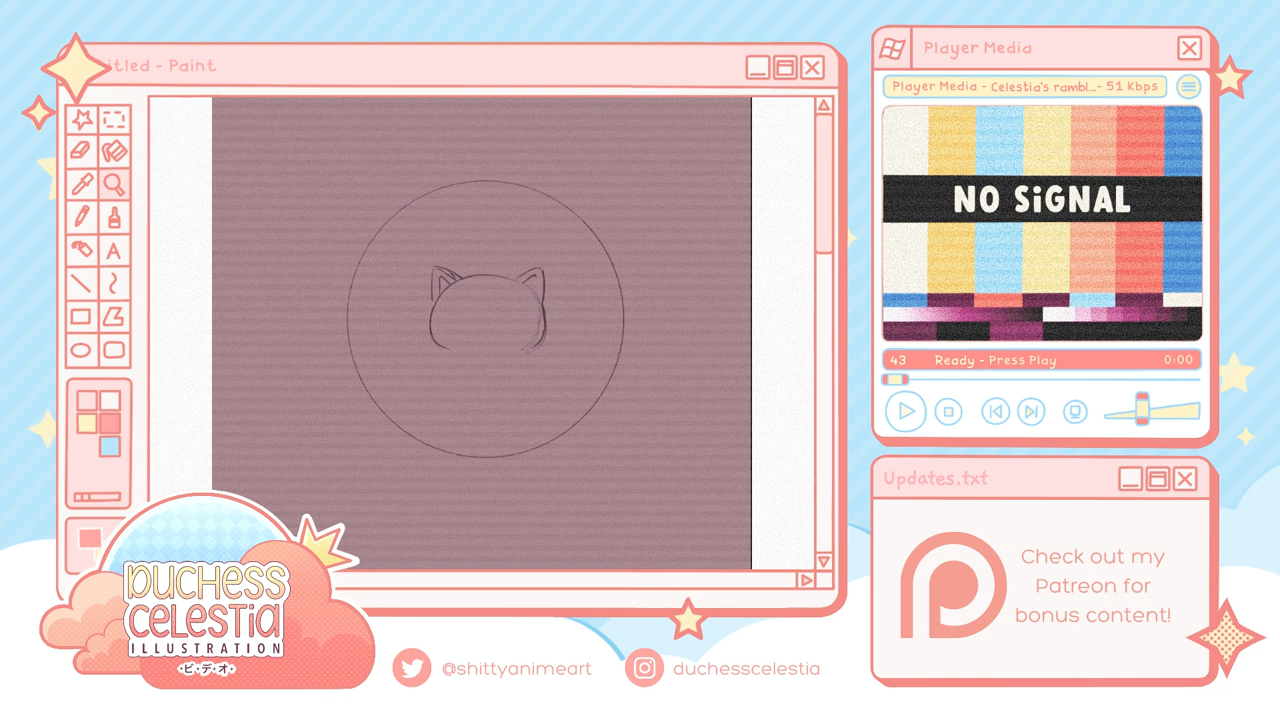 itled - Paint
Player Media
Player Media - Celestia's rambl...- 51 Kbps
NO SiGNAL
43 Ready - Press Play 0:00
A
Updates.txt
Check out my
Patreon for
bonus content!
DUCHESS
CELESTIA
ILLUSTRATION
·ビ·デ·オ·
@shittyanimeart
duchesscelestia